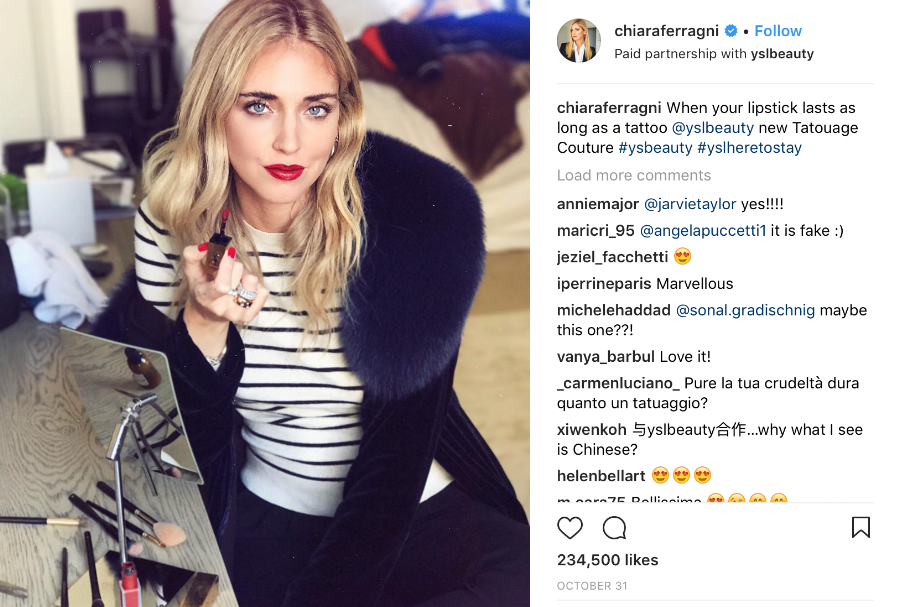 chiaraferragni • Follow
Paid partnership with yslbeauty
chiaraferragni When your lipstick lasts as
long as a tattoo @yslbeauty new Tatouage
Couture #ysbeauty #yslheretostay
Load more comments
anniemajor @jarvietaylor yes!!!!
maricri_95 @angelapuccetti1 it is fake :)
jeziel_facchetti 😍
iperrineparis Marvellous
michelehaddad @sonal.gradischnig maybe
this one??!
vanya_barbul Love it!
_carmenluciano_ Pure la tua crudeltà dura
quanto un tatuaggio?
xiwenkoh 与yslbeauty合作...why what I see
is Chinese?
helenbellart 😍😍😍
234,500 likes
OCTOBER 31